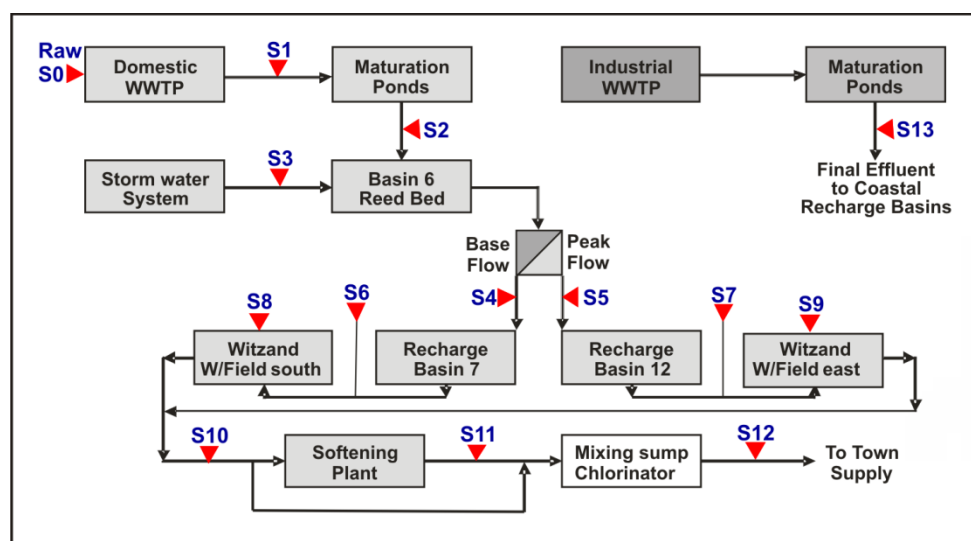 Raw
S0
Domestic
WWTP
S1
Maturation
Ponds
Industrial
WWTP
Maturation
Ponds
S2
S13
Storm water
System
S3
Basin 6
Reed Bed
Final Effluent
to Coastal
Recharge Basins
Base
Flow
Peak
Flow
S4
S5
S8
S6
S7
S9
Witzand
W/Field south
Recharge
Basin 7
Recharge
Basin 12
Witzand
W/Field east
S10
Softening
Plant
S11
Mixing sump
Chlorinator
S12
To Town
Supply